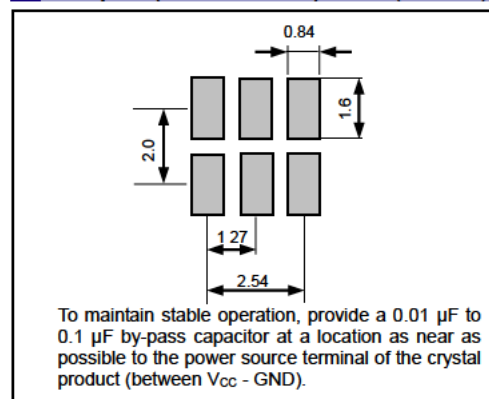 0.84
1.6
2.0
1 27
2.54
To maintain stable operation, provide a 0.01 μF to
0.1 μF by-pass capacitor at a location as near as
possible to the power source terminal of the crystal
product (between VCC - GND).